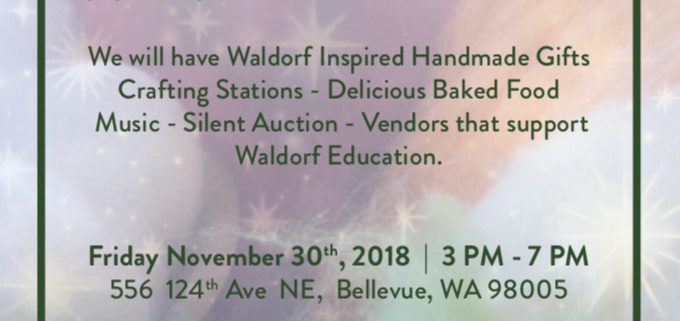 We will have Waldorf Inspired Handmade Gifts
Crafting Stations - Delicious Baked Food
Music - Silent Auction - Vendors that support
Waldorf Education.
Friday November 30th, 2018 | 3 PM - 7 PM
556 124th Ave NE, Bellevue, WA 98005